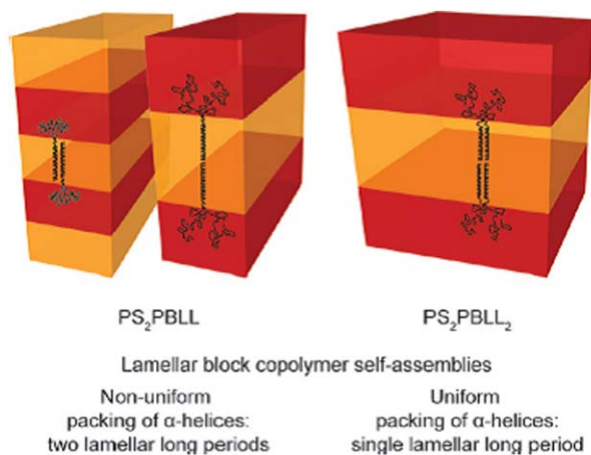 PS₂PBLL
PS₂PBLL₂
Lamellar block copolymer self-assemblies
Non-uniform
packing of α-helices:
two lamellar long periods
Uniform
packing of α-helices:
single lamellar long period